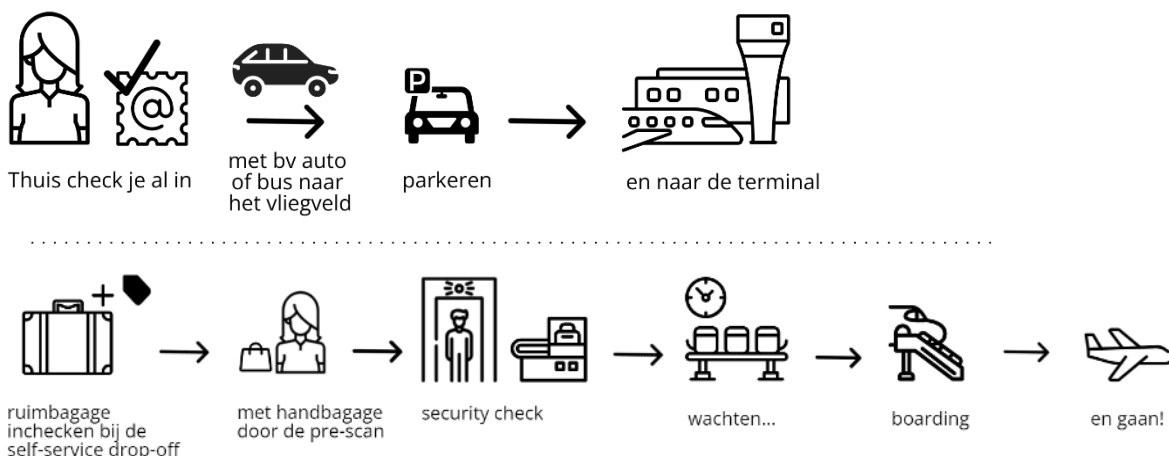 @
P
Thuis check je al in
met bv auto
of bus naar
het vliegveld
parkeren
en naar de terminal
ruimbagage
inchecken bij de
self-service drop-off
met handbagage
door de pre-scan
security check
wachten...
boarding
en gaan!